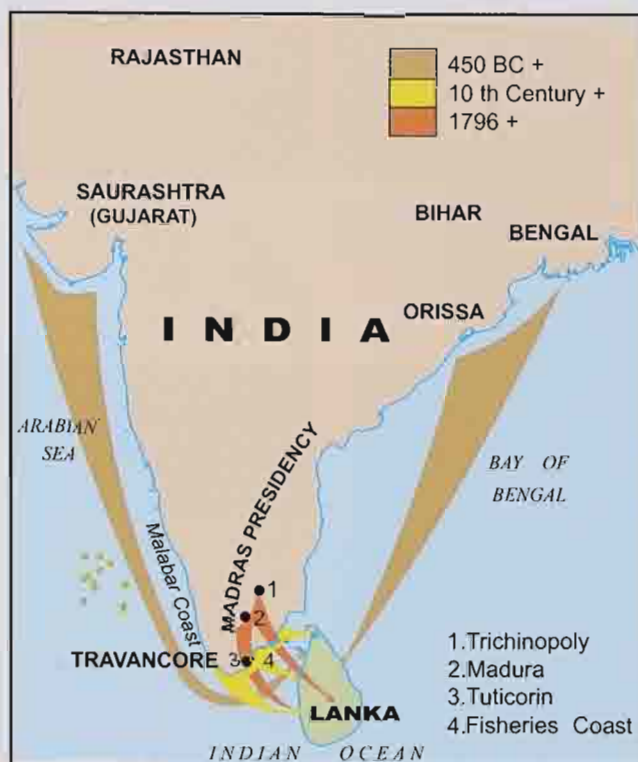 RAJASTHAN
450 BC +
10 th Century +
1796 +
SAURASHTRA
(GUJARAT)
BIHAR
BENGAL
ORISSA
INDIA
ARABIAN
SEA
BAY OF
BENGAL
MADRAS PRESIDENCY
Malabar Coast
1
2
TRAVANCORE
3
4
LANKA
1.Trichinopoly
2.Madura
3.Tuticorin
4.Fisheries Coast
INDIAN OCEAN